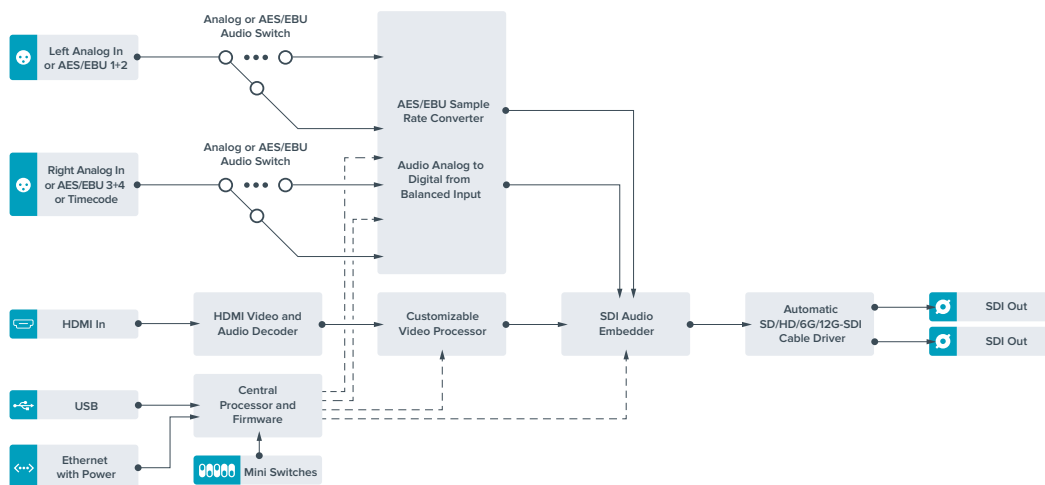 Analog or AES/EBU
Audio Switch
Left Analog In
or AES/EBU 1+2
AES/EBU Sample
Rate Converter
Analog or AES/EBU
Audio Switch
Right Analog In
or AES/EBU 3+4
or Timecode
Audio Analog to
Digital from
Balanced Input
HDMI In
HDMI Video and
Audio Decoder
Customizable
Video Processor
SDI Audio
Embedder
Automatic
SD/HD/6G/12G-SDI
Cable Driver
SDI Out
SDI Out
USB
Central
Processor and
Firmware
Ethernet
with Power
Mini Switches